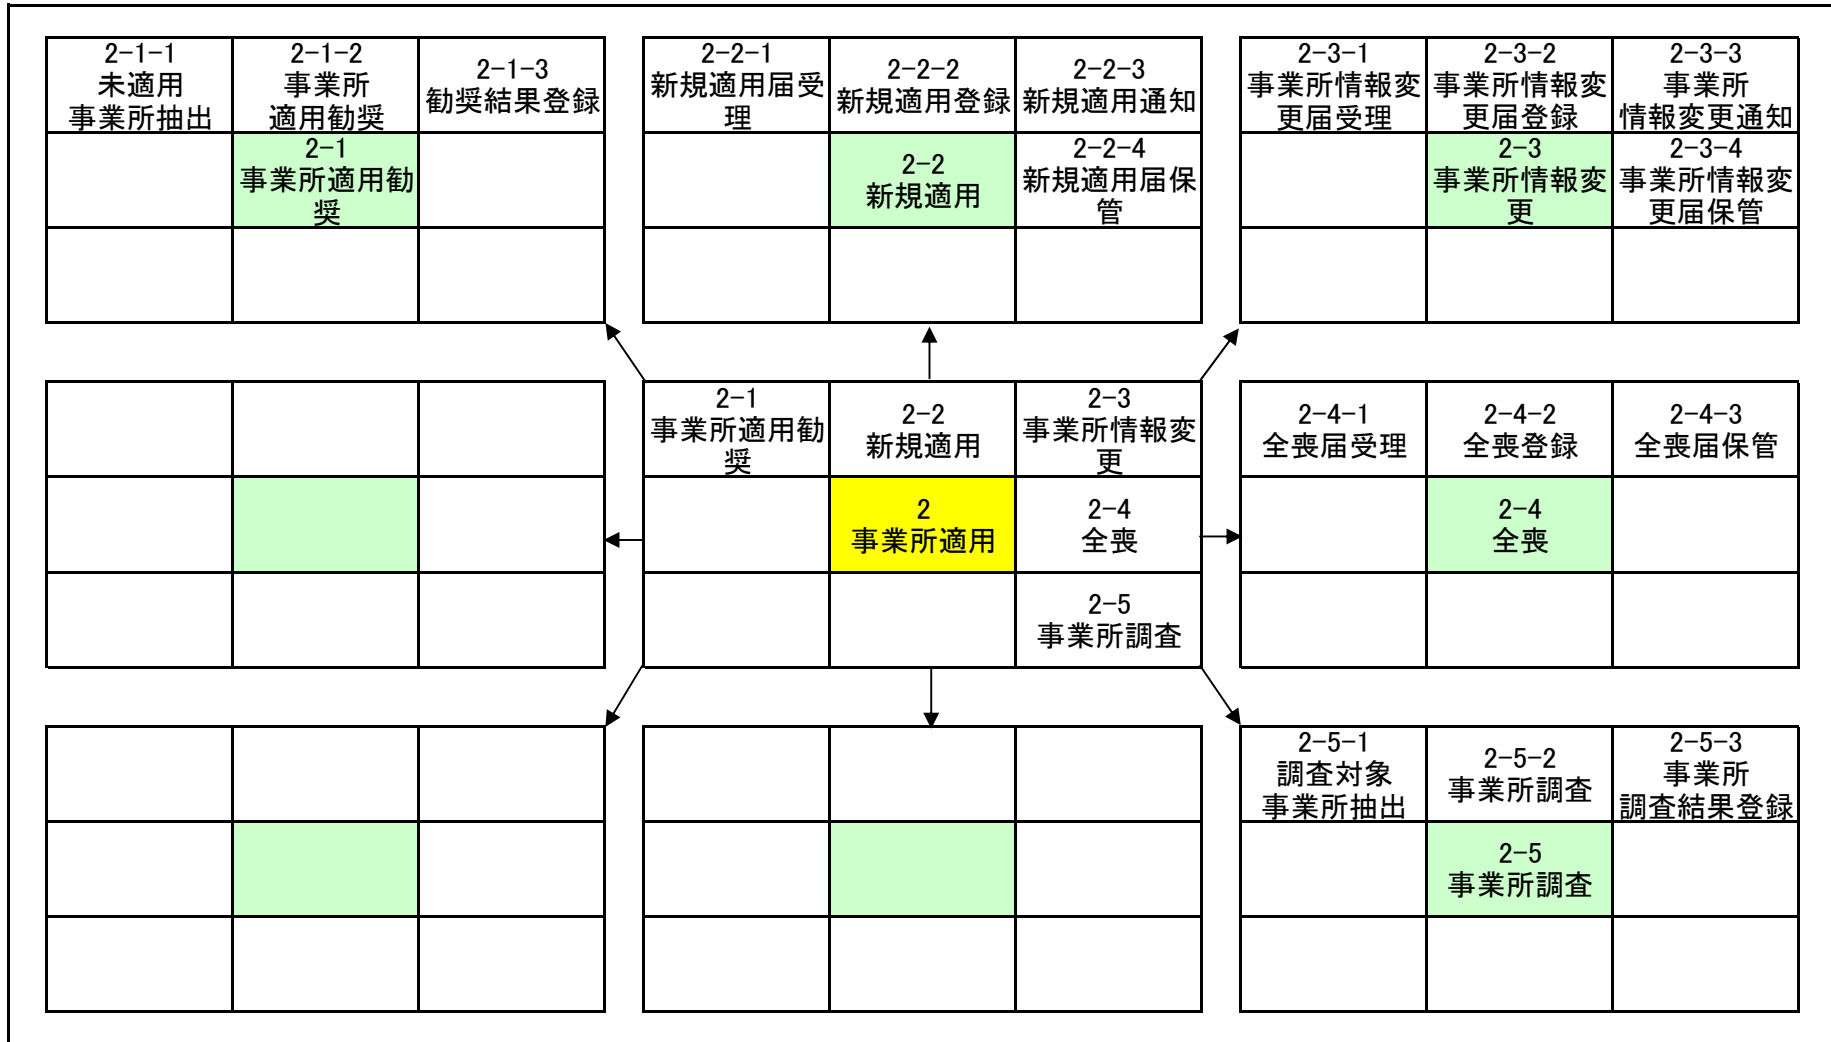 2-1-1
未適用
事業所抽出
2-1-2
事業所
適用勧奨
2-1-3
勧奨結果登録
2-1
事業所適用勧
奨
2-2-1
新規適用届受
理
2-2-2
新規適用登録
2-2-3
新規適用通知
2-2
新規適用
2-2-4
新規適用届保
管
2-3-1
事業所情報変
更届受理
2-3-2
事業所情報変
更届登録
2-3-3
事業所
情報変更通知
2-3
事業所情報変
更
2-3-4
事業所情報変
更届保管
2-1
事業所適用勧
奨
2-2
新規適用
2-3
事業所情報変
更
2
事業所適用
2-4
全喪
2-5
事業所調査
2-4-1
全喪届受理
2-4-2
全喪登録
2-4-3
全喪届保管
2-4
全喪
2-5-1
調査対象
事業所抽出
2-5-2
事業所調査
2-5-3
事業所
調査結果登録
2-5
事業所調査